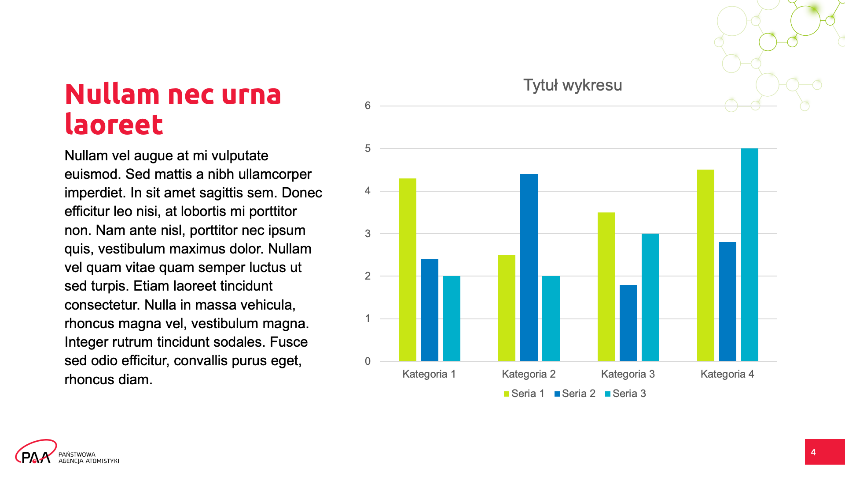 Nullam nec urna
laoreet
Nullam vel augue at mi vulputate
euismod. Sed mattis a nibh ullamcorper
imperdiet. In sit amet sagittis sem. Donec
efficitur leo nisi, at lobortis mi porttitor
non. Nam ante nisl, porttitor nec ipsum
quis, vestibulum maximus dolor. Nullam
vel quam vitae quam semper luctus ut
sed turpis. Etiam laoreet tincidunt
consectetur. Nulla in massa vehicula,
rhoncus magna vel, vestibulum magna.
Integer rutrum tincidunt sodales. Fusce
sed odio efficitur, convallis purus eget,
rhoncus diam.
Tytuł wykresu
6
5
4
3
2
1
0
Kategoria 1 Kategoria 2 Kategoria 3 Kategoria 4
Seria 1 Seria 2 Seria 3
PAA
PAŃSTWOWA
AGENCJA ATOMISTYKI
4